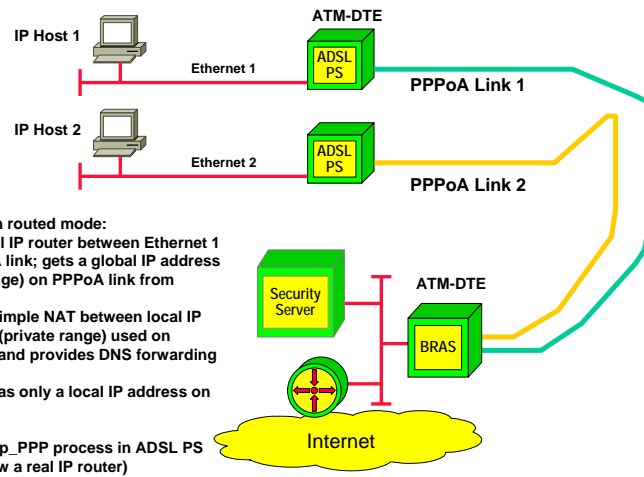 ATM-DTE
IP Host 1
ADSL
PS
Ethernet 1
PPPoA Link 1
IP Host 2
ADSL
PS
Ethernet 2
PPPoA Link 2
routed mode:
IP router between Ethernet 1
link; gets a global IP address
on PPPoA link from
simple NAT between local IP
(private range) used on
and provides DNS forwarding
has only a local IP address on
p_PPP process in ADSL PS
a real IP router)
Security
Server
ATM-DTE
BRAS
Internet